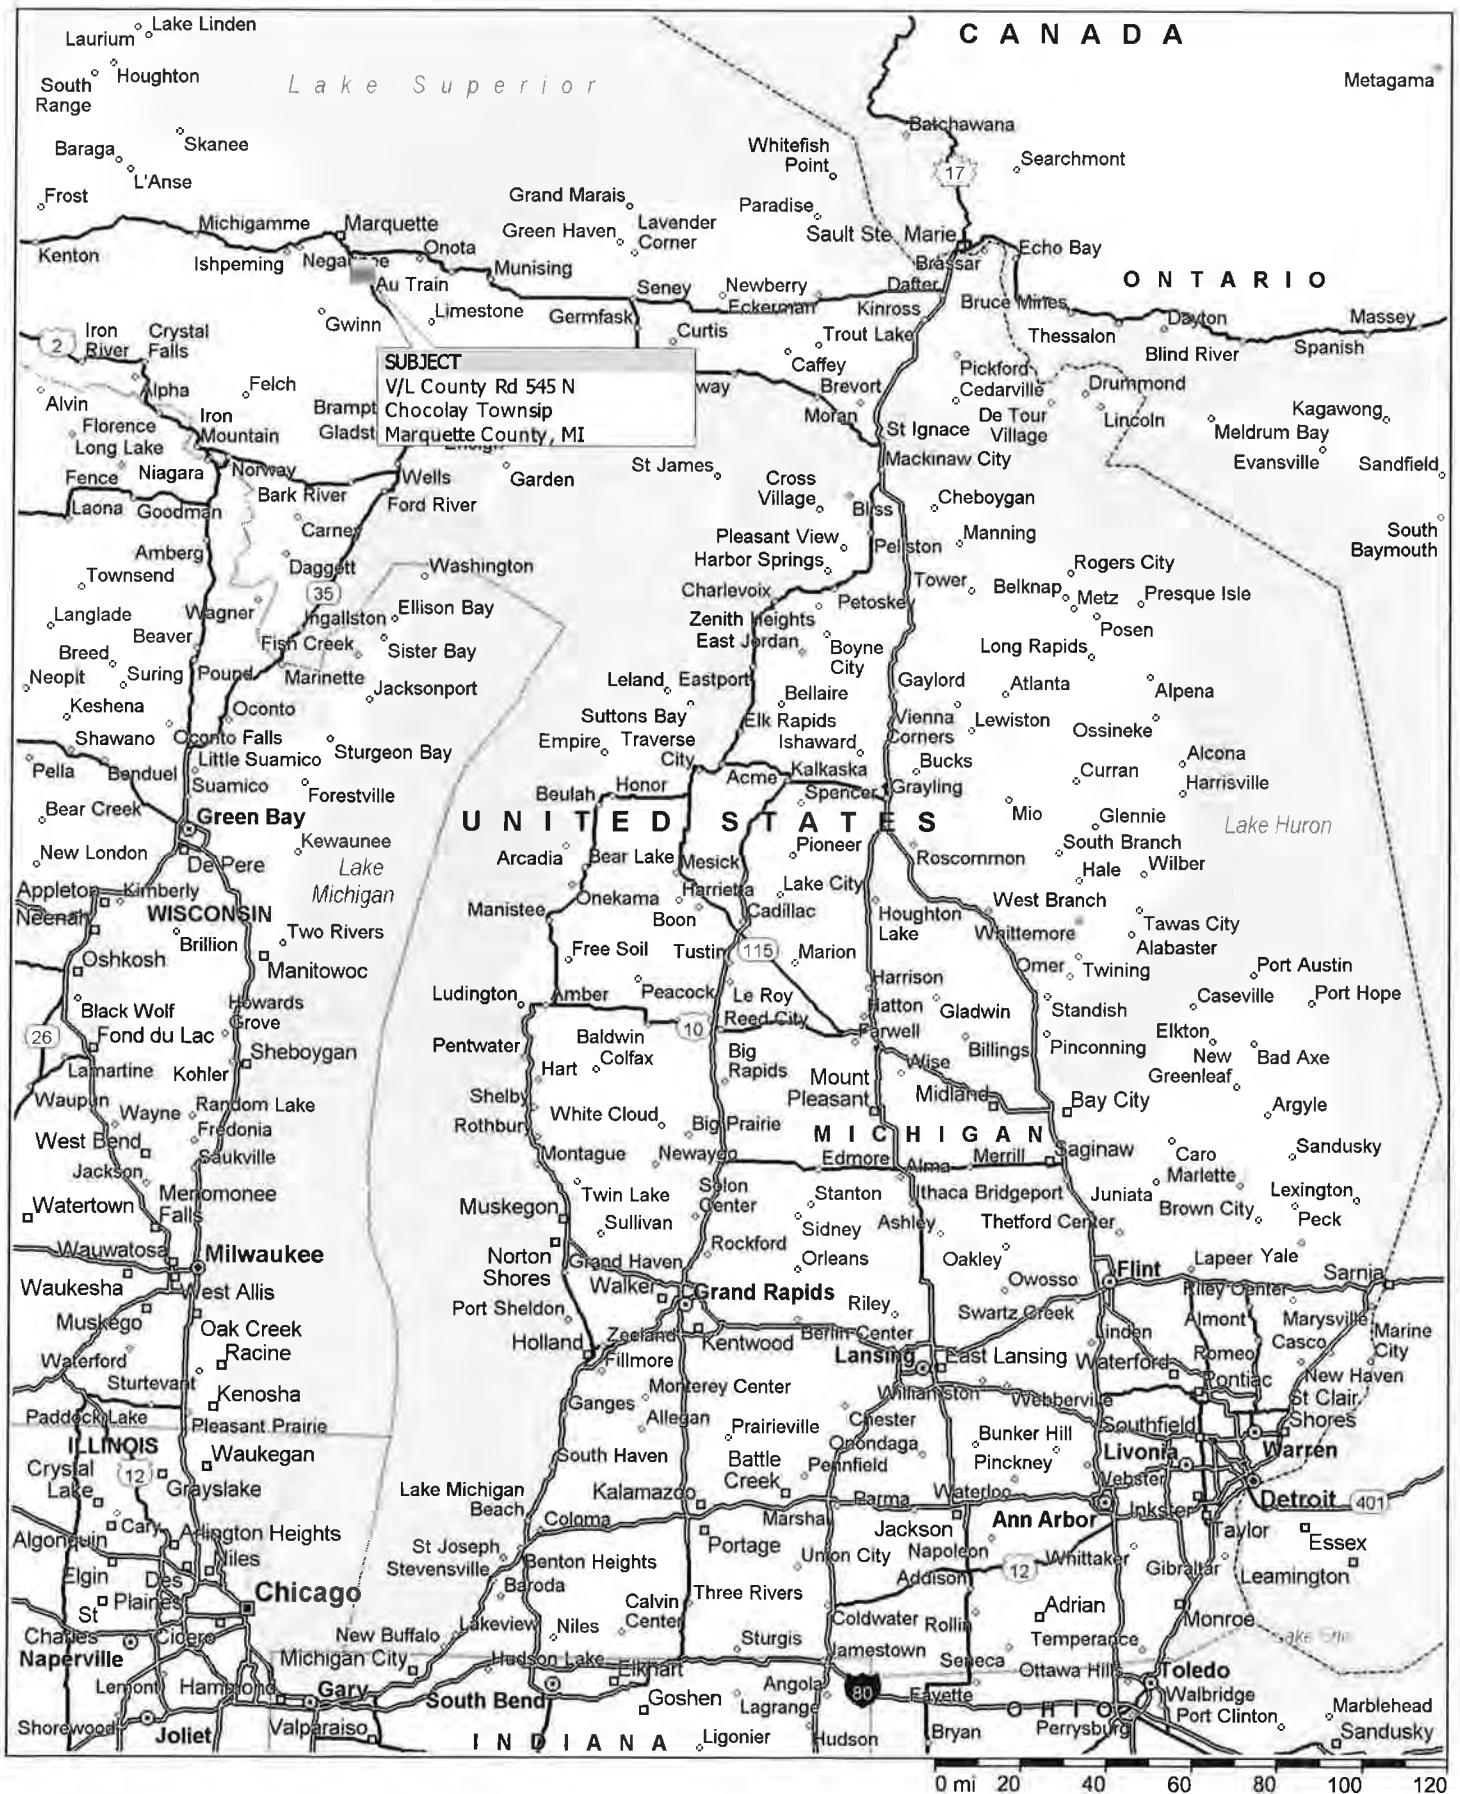 Lake Linden
Laurium
CANADA
Houghton
Lake Superior
Metagama
South
Range
Batchawana
Skanee
Whitefish
Point
Baraga
Searchmont
17
L'Anse
Frost
Grand Marais
Paradise
Michigamme
Marquette
Lavender
Corner
Green Haven
Sault Ste Marie
Onota
Echo Bay
Kenton
Ishpeming
Munising
Brassar
ONTARIO
Au Train
Seney
Newberry
Dafter
Limestone
Germfask
Eckerman
Kinross
Bruce Mines
Gwinn
Dayton
Massey
Iron
River
Crystal
Falls
2
Curtis
Trout Lake
Thessalon
Blind River
Spanish
SUBJECT
V/L County Rd 545 N
Chocolay Townsip
Marquette County, MI
Caffey
Pickford
Alpha
Felch
way
Brevort
Cedarville
Drummond
Alvin
Iron
Mountain
Brampt
Moran
De Tour
Village
Lincoln
Kagawong
Florence
Gladst
St Ignace
Meldrum Bay
Long Lake
Mackinaw City
Evansville
Sandfield
Fence
Niagara
Norway
Wells
Garden
St James
Cross
Village
Bark River
Ford River
Cheboygan
Laona
Goodman
Carney
Bliss
South
Baymouth
Amberg
Pleasant View
Manning
Harbor Springs
Pellston
Townsend
Daggett
Washington
Rogers City
35
Charlevoix
Tower
Belknap
Metz
Presque Isle
Langlade
Wagner
Ingallston
Ellison Bay
Petoskey
Zenith Heights
Posen
Beaver
Fish Creek
Sister Bay
East Jordan
Boyne
City
Long Rapids
Breed
Neopit
Suring
Pound
Marinette
Jacksonport
Leland
Eastport
Gaylord
Atlanta
Alpena
Keshena
Oconto
Bellaire
Suttons Bay
Elk Rapids
Vienna
Corners
Lewiston
Ossineke
Shawano
Oconto Falls
Sturgeon Bay
Empire
Traverse
City
Ishaward
Pella
Bonduel
Little Suamico
Acme
Kalkaska
Bucks
Curran
Alcona
Suamico
Forestville
Beulah
Honor
Spencer
Grayling
Harrisville
Bear Creek
Green Bay
UNITED STATES
Mio
Glennie
Lake Huron
New London
Kewaunee
De Pere
Lake
Michigan
Arcadia
Bear Lake
Mesick
Pioneer
Roscommon
South Branch
Hale
Wilber
Appleton
Kimberly
Harrietta
Lake City
Neenah
WISCONSIN
Manistee
Onekama
Boon
Cadillac
Houghton
Lake
West Branch
Brillion
Two Rivers
Free Soil
Tustin
115
Marion
Whittemore
Tawas City
Alabaster
Oshkosh
Manitowoc
Omer
Twining
Port Austin
Black Wolf
Howards
Grove
Ludington
Amber
Peacock
Le Roy
Harrison
Hatton
Gladwin
Standish
Caseville
Port Hope
26
Fond du Lac
10
Reed City
Farwell
Elkton
Sheboygan
Pentwater
Baldwin
Colfax
Big
Rapids
Billings
Pinconning
New
Greenleaf
Bad Axe
Lamartine
Kohler
Hart
Mount
Pleasant
Wise
Midland
Waupun
Wayne
Random Lake
Shelby
White Cloud
Bay City
Argyle
West Bend
Fredonia
Rothbury
Big Prairie
MICHIGAN
Saukville
Montague
Newaygo
Edmore
Alma
Merrill
Saginaw
Caro
Sandusky
Jackson
Marlette
Watertown
Menomonee
Falls
Muskegon
Twin Lake
Solon
Center
Stanton
Ithaca
Bridgeport
Juniata
Lexington
Sullivan
Sidney
Ashley
Thetford Center
Brown City
Peck
Wauwatosa
Milwaukee
Norton
Shores
Grand Haven
Rockford
Orleans
Oakley
Flint
Lapeer
Yale
Waukesha
West Allis
Walker
Grand Rapids
Owosso
Riley Center
Sarnia
Muskego
Oak Creek
Port Sheldon
Riley
Swartz Creek
Almont
Marysville
Racine
Holland
Zeeland
Kentwood
Berlin Center
Linden
Casco
Marine
City
Waterford
Fillmore
Lansing
East Lansing
Waterford
Romeo
Sturtevant
Kenosha
Ganges
Monterey Center
Williamston
Webberville
Pontiac
New Haven
Paddock Lake
Pleasant Prairie
Allegan
Prairieville
Chester
Southfield
St Clair
Shores
ILLINOIS
Waukegan
South Haven
Battle
Creek
Onondaga
Bunker Hill
Livonia
Warren
Crystal
Lake
12
Grayslake
Lake Michigan
Beach
Kalamazoo
Pennfield
Pinckney
Webster
Cary
Coloma
Marshal
Parma
Waterloo
Ann Arbor
Inkster
Detroit
401
Algonquin
Arlington Heights
St Joseph
Jackson
Taylor
Essex
Niles
Stevensville
Benton Heights
Portage
Union City
Napoleon
12
Whittaker
Gibraltar
Leamington
Elgin
Des
Plaines
Chicago
Baroda
Calvin
Center
Three Rivers
Addison
Adrian
St
Charles
Cicero
New Buffalo
Lakeview
Niles
Coldwater
Rollin
Monroe
Naperville
Michigan City
Hudson Lake
Sturgis
Jamestown
Temperance
Lake Erie
Lemont
Hammond
Gary
South Bend
Elkhart
Goshen
Angola
80
Seneca
Ottawa Hills
Toledo
Shorewood
Joliet
Valparaiso
Lagrange
Fayette
OHIO
Walbridge
Marblehead
INDIANA
Ligonier
Hudson
Bryan
Perrysburg
Port Clinton
Sandusky
0 mi 20 40 60 80 100 120